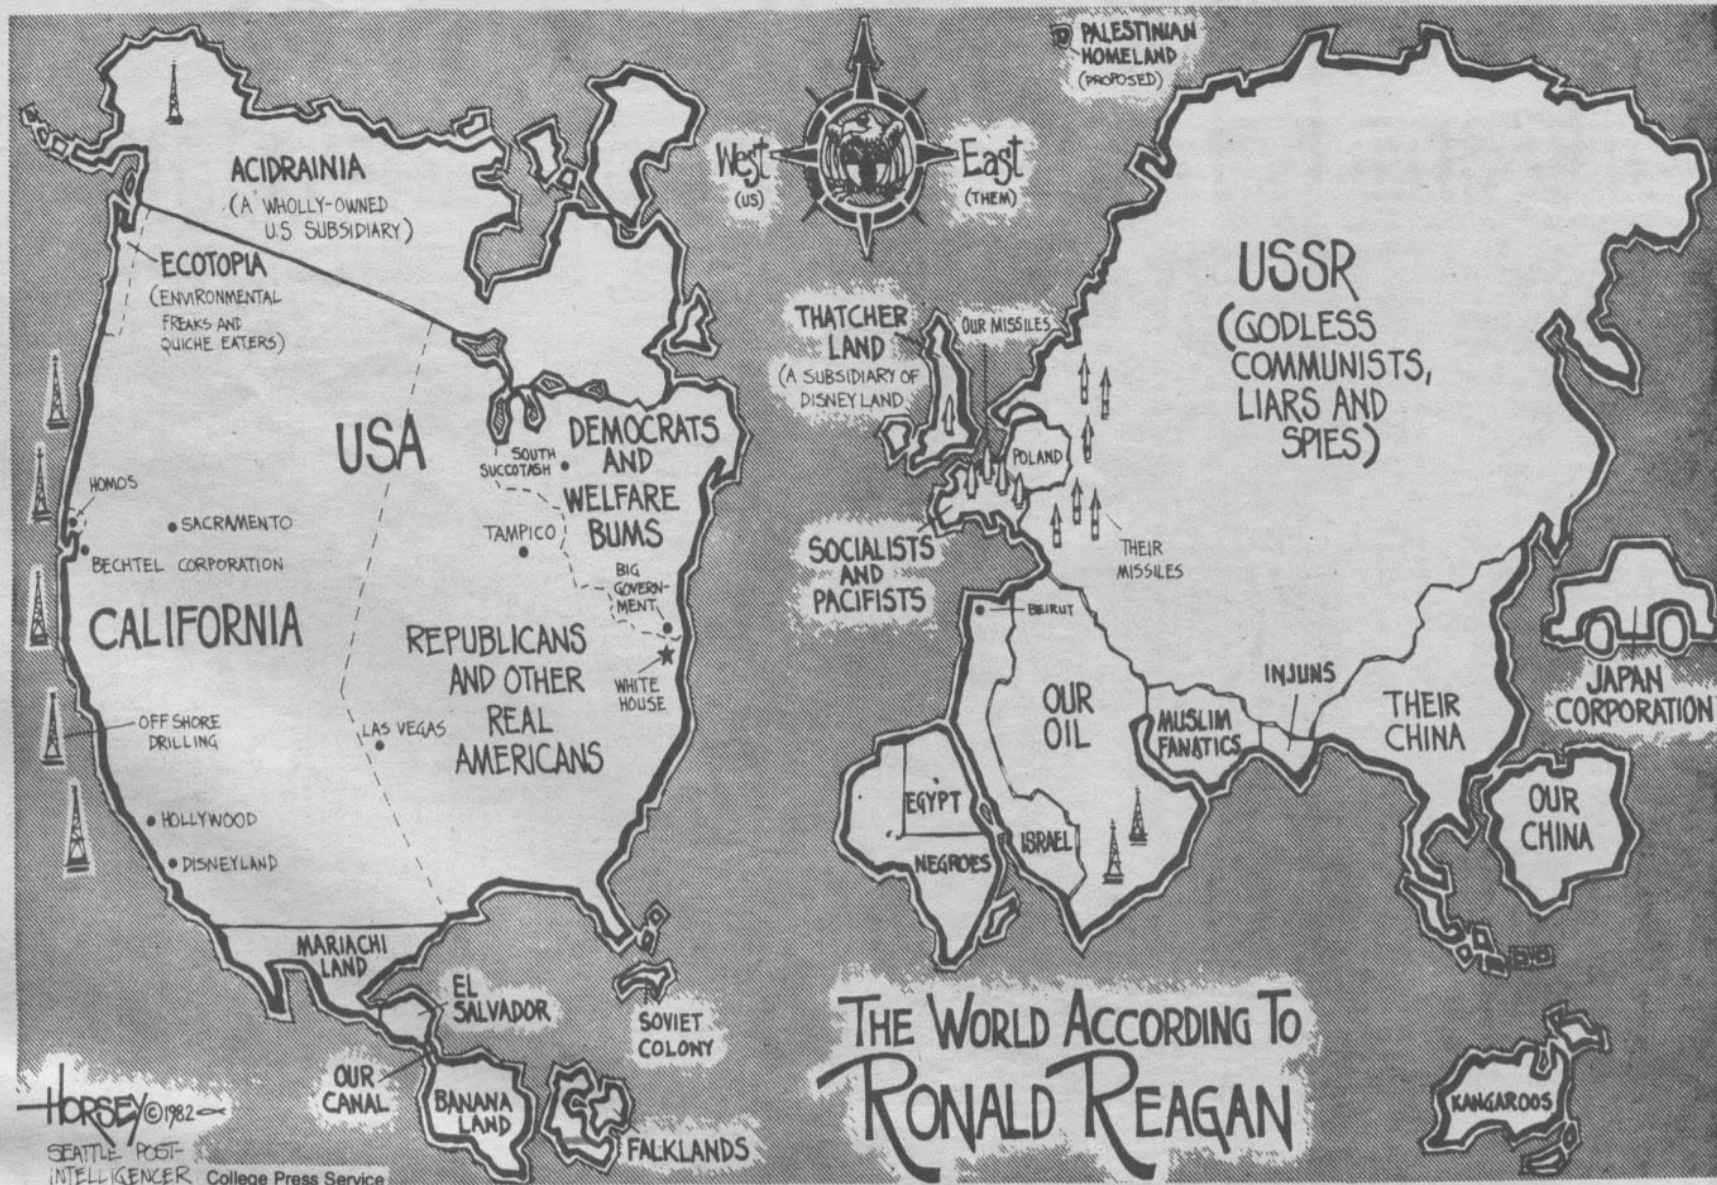 PALESTINIAN
HOMELAND
(PROPOSED)
West
(US)
East
(THEM)
ACIDRAINIA
(A WHOLLY-OWNED
U.S SUBSIDIARY)
ECOTOPIA
(ENVIRONMENTAL
FREAKS AND
QUICHE EATERS)
USA
SOUTH
SUCCOTASH
DEMOCRATS
AND
WELFARE
BUMS
HOMOS
SACRAMENTO
BECHTEL CORPORATION
TAMPICO
BIG
GOVERN-
MENT
CALIFORNIA
REPUBLICANS
AND OTHER
REAL
AMERICANS
WHITE
HOUSE
OFF SHORE
DRILLING
LAS VEGAS
HOLLYWOOD
DISNEYLAND
MARIACHI
LAND
EL
SALVADOR
SOVIET
COLONY
OUR
CANAL
BANANA
LAND
FALKLANDS
THATCHER
LAND
(A SUBSIDIARY OF
DISNEYLAND
OUR MISSILES
USSR
(GODLESS
COMMUNISTS,
LIARS AND
SPIES)
POLAND
SOCIALISTS
AND
PACIFISTS
THEIR
MISSILES
BEIRUT
OUR
OIL
MUSLIM
FANATICS
INJUNS
THEIR
CHINA
JAPAN
CORPORATION
OUR
CHINA
EGYPT
ISRAEL
NEGROES
KANGAROOS
THE WORLD ACCORDING TO
RONALD REAGAN
HORSEY ©1982
SEATTLE POST-
INTELLIGENCER College Press Service